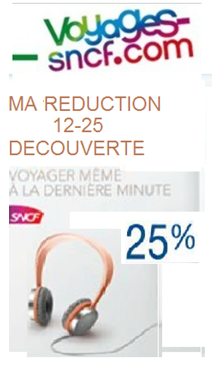 Voyages-
sncf.com
MA REDUCTION
12-25
DECOUVERTE
VOYAGER MÊME
À LA DERNIÈRE MINUTE
SNCF
25%